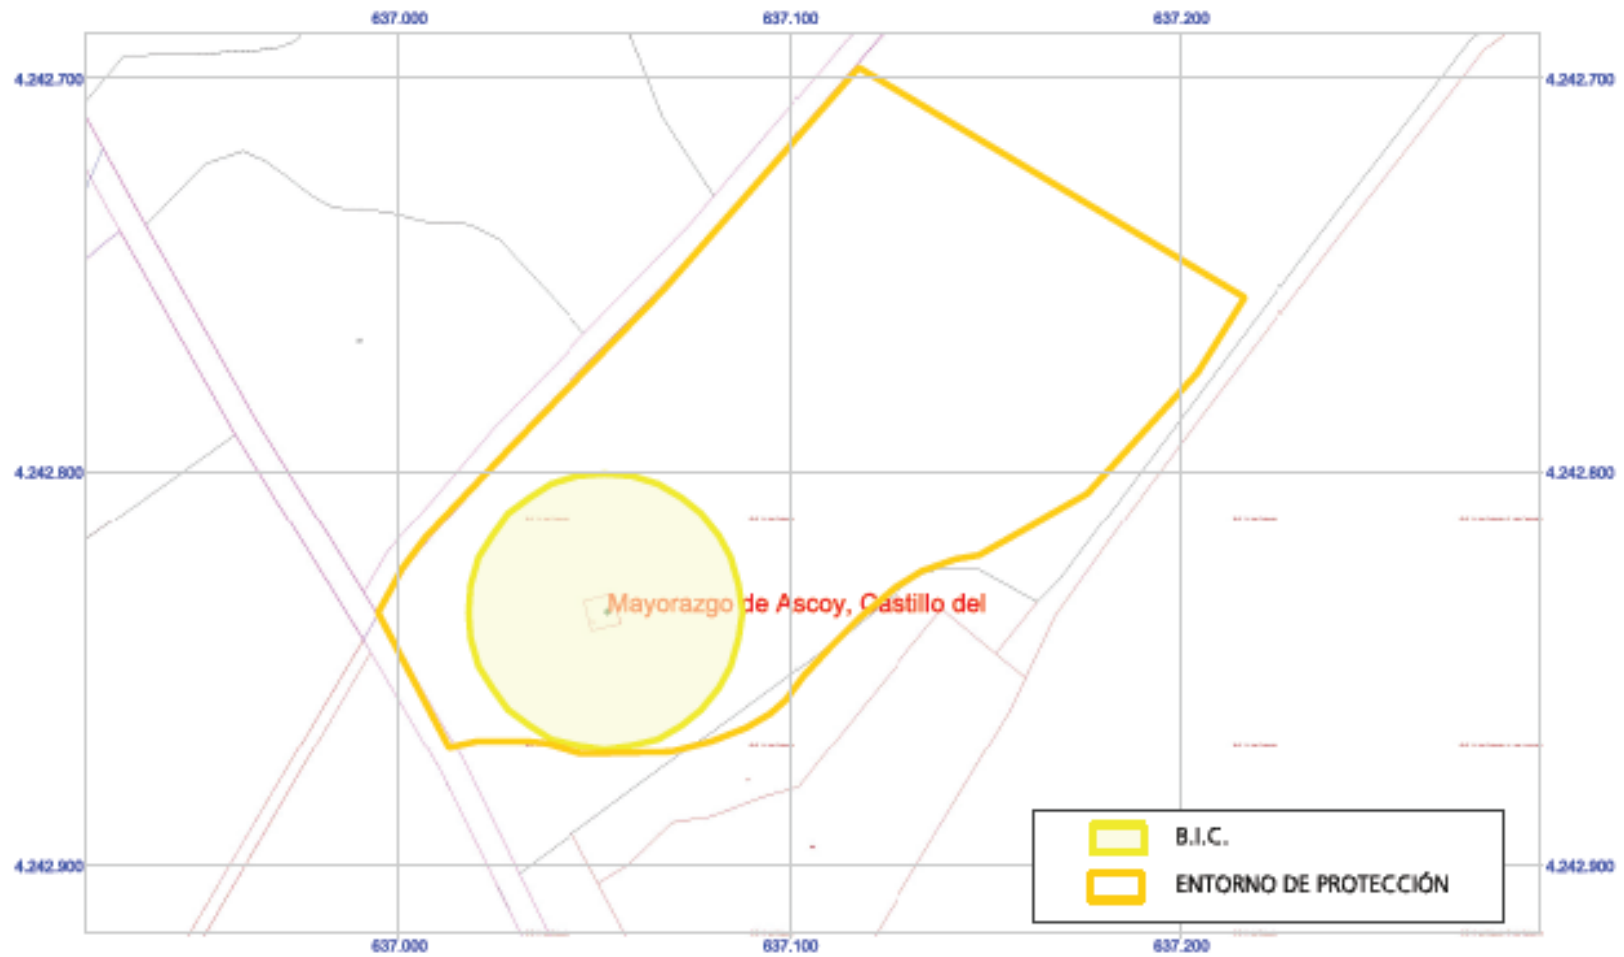 637.000 637.100 637.200
4.242.700 4.242.700
4.242.800 4.242.800
Mayorazgo de Ascoy, Castillo del
B.I.C.
4.242.900 4.242.900
ENTORNO DE PROTECCIÓN
637.000 637.100 637.200